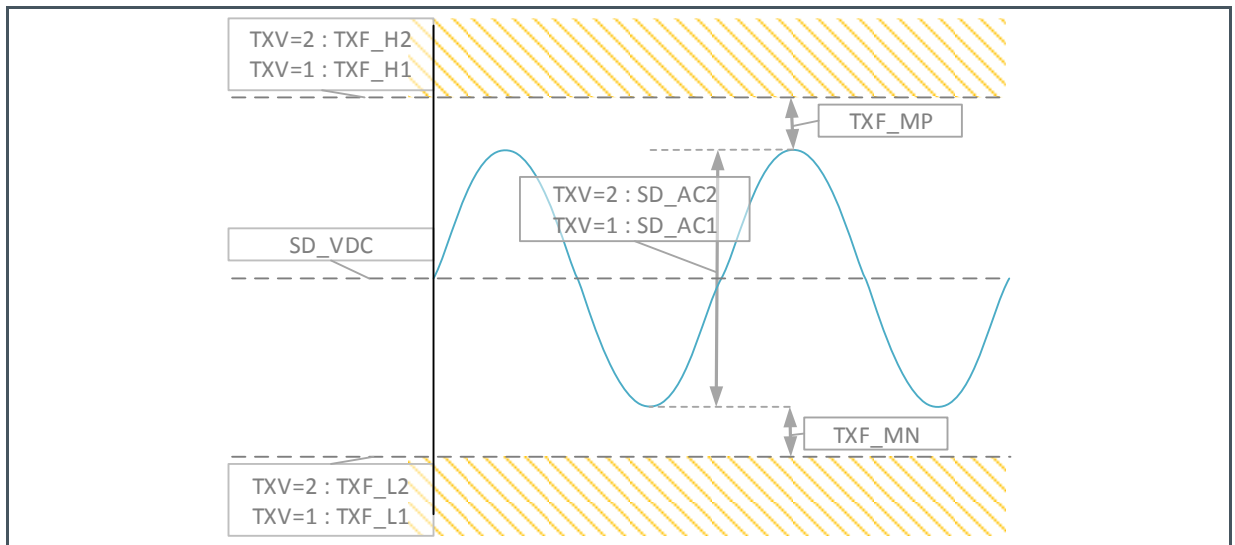 TXV=2 : TXF_H2
TXV=1 : TXF_H1
TXF_MP
TXV=2 : SD_AC2
TXV=1 : SD_AC1
SD_VDC
TXF_MN
TXV=2 : TXF_L2
TXV=1 : TXF_L1